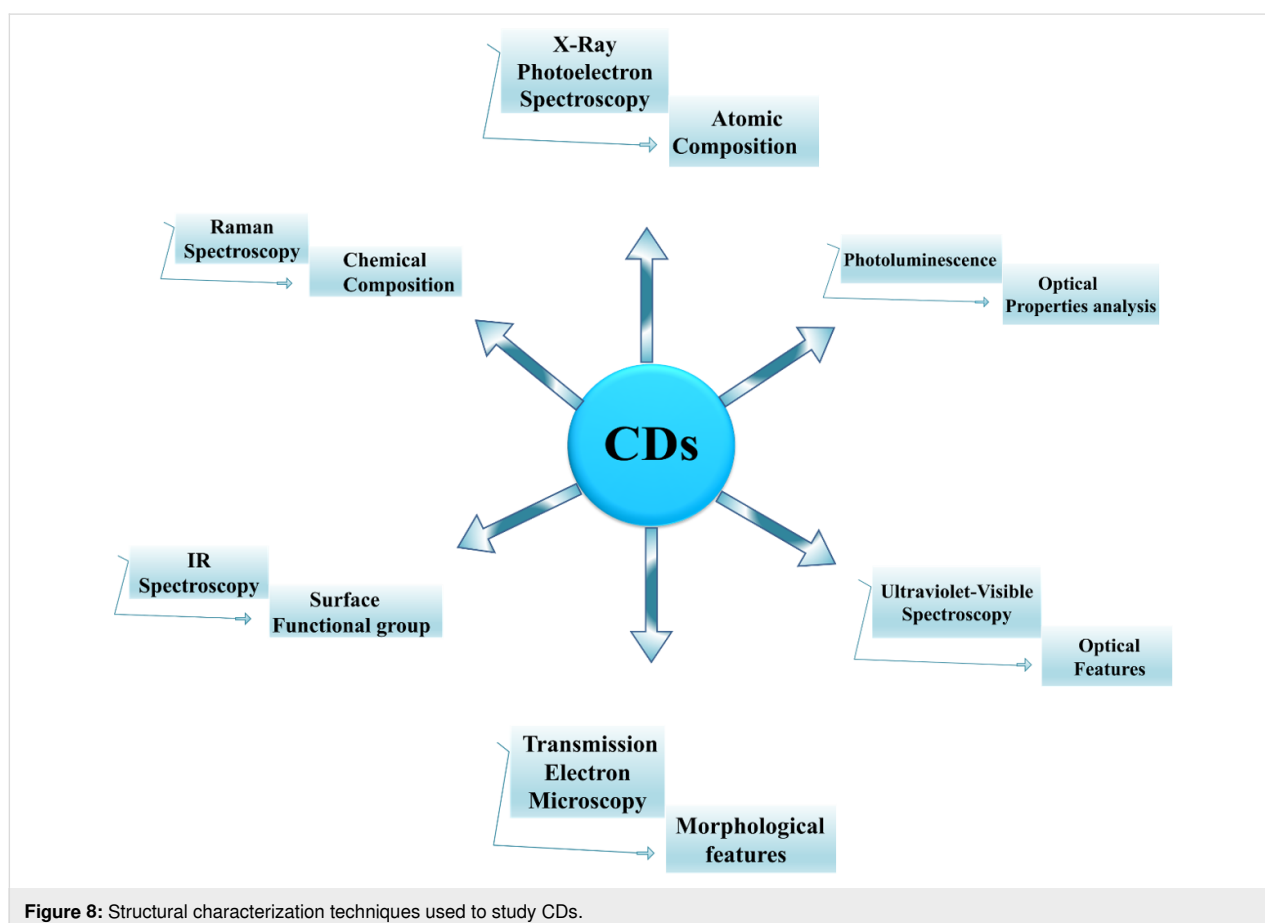 X-Ray
Photoelectron
Spectroscopy
Atomic
Composition
Raman
Spectroscopy
Chemical
Composition
Photoluminescence
Optical
Properties analysis
CDs
IR
Spectroscopy
Surface
Functional group
Ultraviolet-Visible
Spectroscopy
Optical
Features
Transmission
Electron
Microscopy
Morphological
features
Figure 8: Structural characterization techniques used to study CDs.